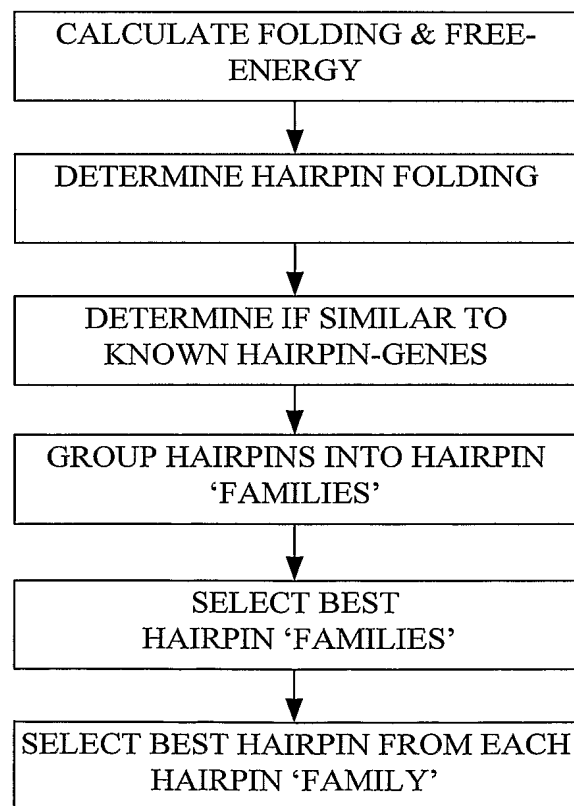 CALCULATE FOLDING & FREE-
ENERGY
DETERMINE HAIRPIN FOLDING
DETERMINE IF SIMILAR TO
KNOWN HAIRPIN-GENES
GROUP HAIRPINS INTO HAIRPIN
‘FAMILIES’
SELECT BEST
HAIRPIN ‘FAMILIES’
SELECT BEST HAIRPIN FROM EACH
HAIRPIN ‘FAMILY’